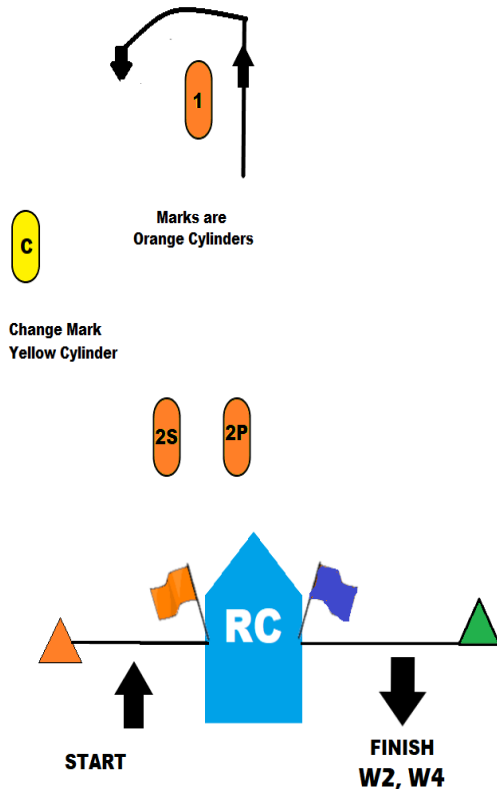 1
Marks are
Orange Cylinders
C
Change Mark
Yellow Cylinder
2S
2P
RC
START
FINISH
W2, W4